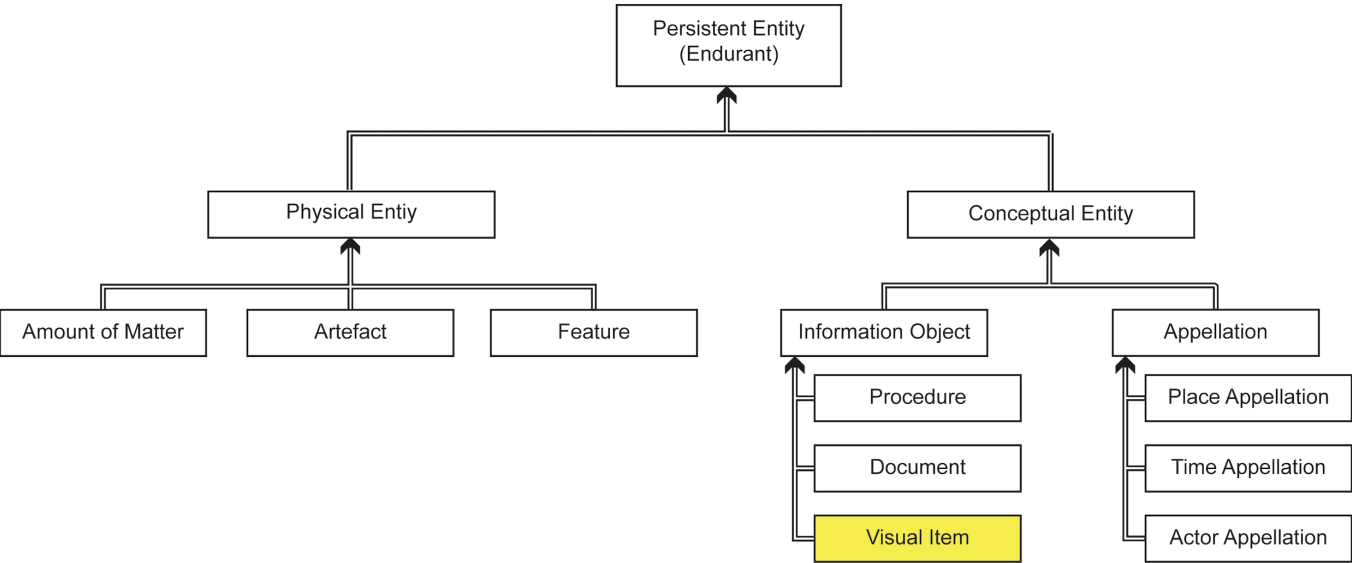 Persistent Entity
(Endurant)
Physical Entiy
Conceptual Entity
Amount of Matter
Artefact
Feature
Information Object
Appellation
Procedure
Place Appellation
Document
Time Appellation
Visual Item
Actor Appellation